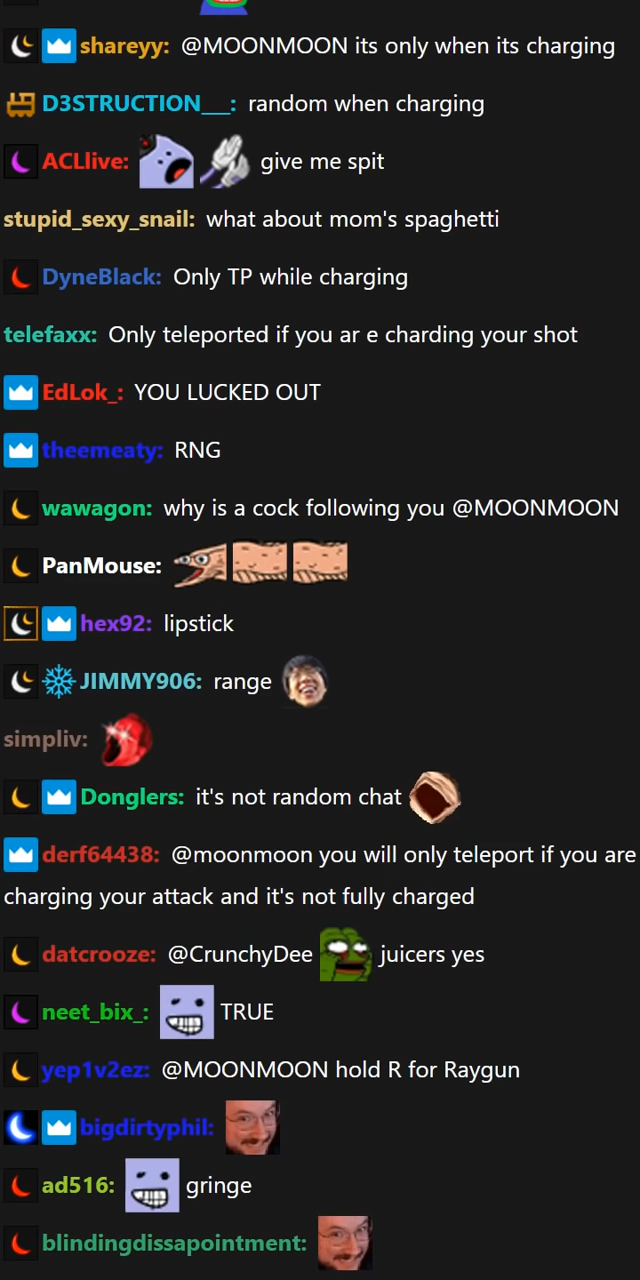 shareyy: @MOONMOON its only when its charging
D3STRUCTION___: random when charging
ACLlive: give me spit
stupid_sexy_snail: what about mom's spaghetti
DyneBlack: Only TP while charging
telefaxx: Only teleported if you ar e charding your shot
EdLok_: YOU LUCKED OUT
theemeaty: RNG
wawagon: why is a cock following you @MOONMOON
PanMouse:
hex92: lipstick
JIMMY906: range
simpliv:
Donglers: it's not random chat
derf64438: @moonmoon you will only teleport if you are
charging your attack and it's not fully charged
datcrooze: @CrunchyDee juicers yes
neet_bix_: TRUE
yep1v2ez: @MOONMOON hold R for Raygun
bigdirtyphil:
ad516: gringe
blindingdissapointment: